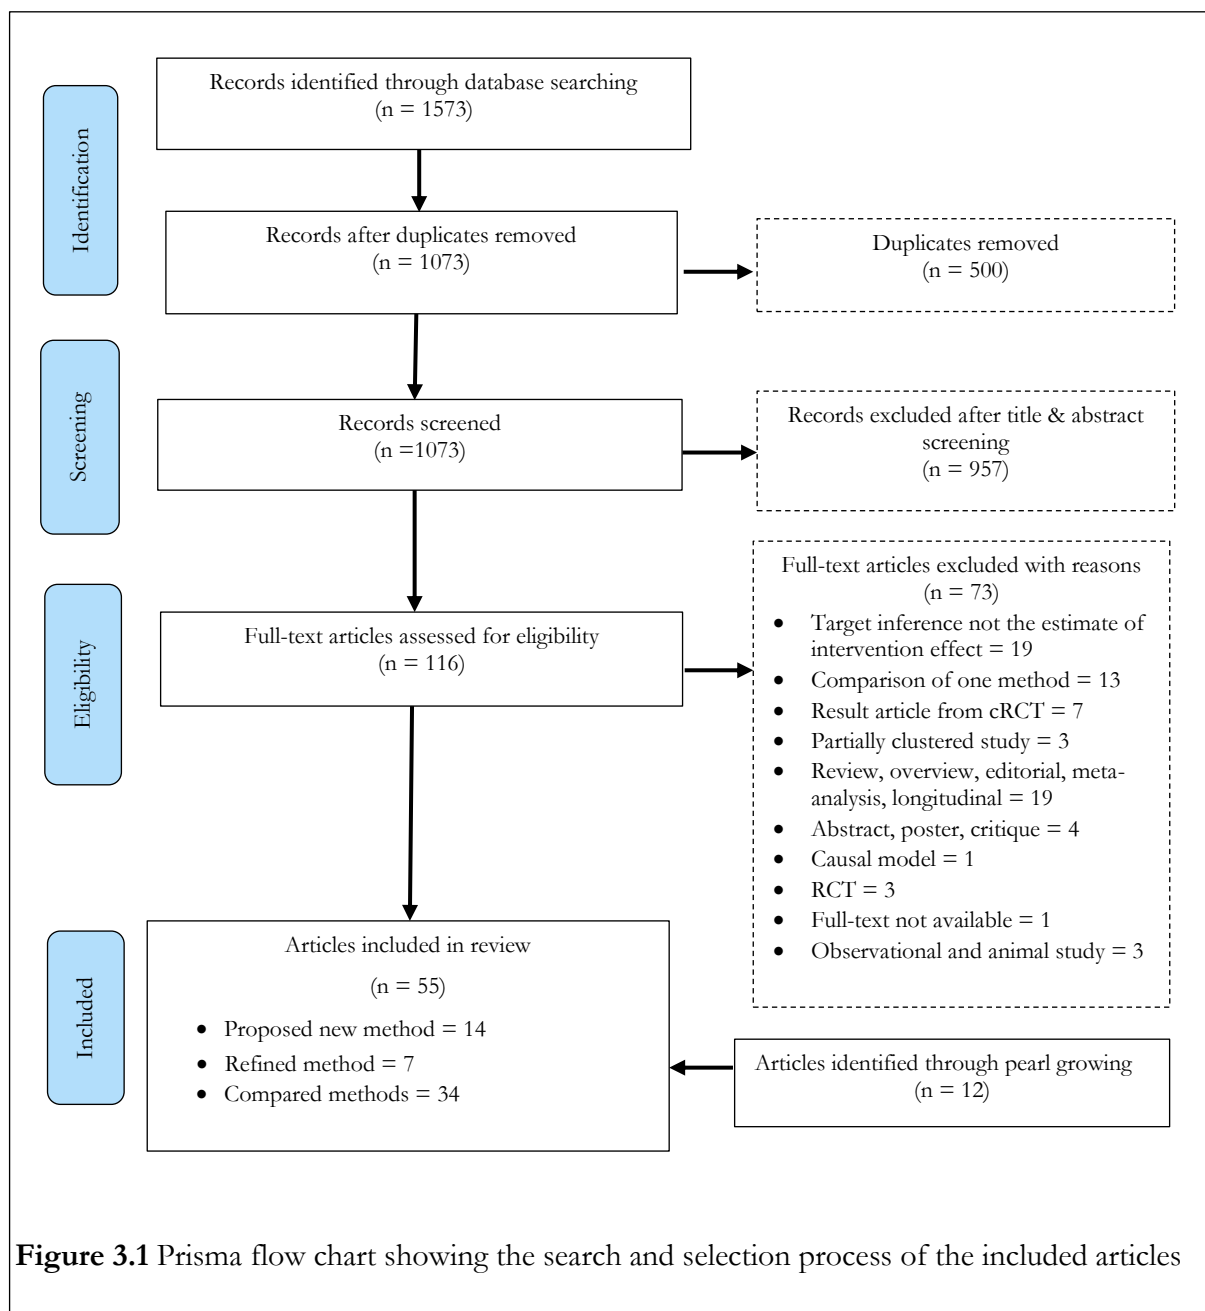 Identification
Records identified through database searching
(n = 1573)
Records after duplicates removed
(n = 1073)
Duplicates removed
(n = 500)
Screening
Records screened
(n =1073)
Records excluded after title & abstract
screening
(n = 957)
Eligibility
Full-text articles assessed for eligibility
(n = 116)
Full-text articles excluded with reasons
(n = 73)
• Target inference not the estimate of
intervention effect = 19
• Comparison of one method = 13
• Result article from cRCT = 7
• Partially clustered study = 3
• Review, overview, editorial, meta-
analysis, longitudinal = 19
• Abstract, poster, critique = 4
• Causal model = 1
• RCT = 3
• Full-text not available = 1
• Observational and animal study = 3
Included
Articles included in review
(n = 55)
• Proposed new method = 14
• Refined method = 7
• Compared methods = 34
Articles identified through pearl growing
(n = 12)
Figure 3.1 Prisma flow chart showing the search and selection process of the included articles